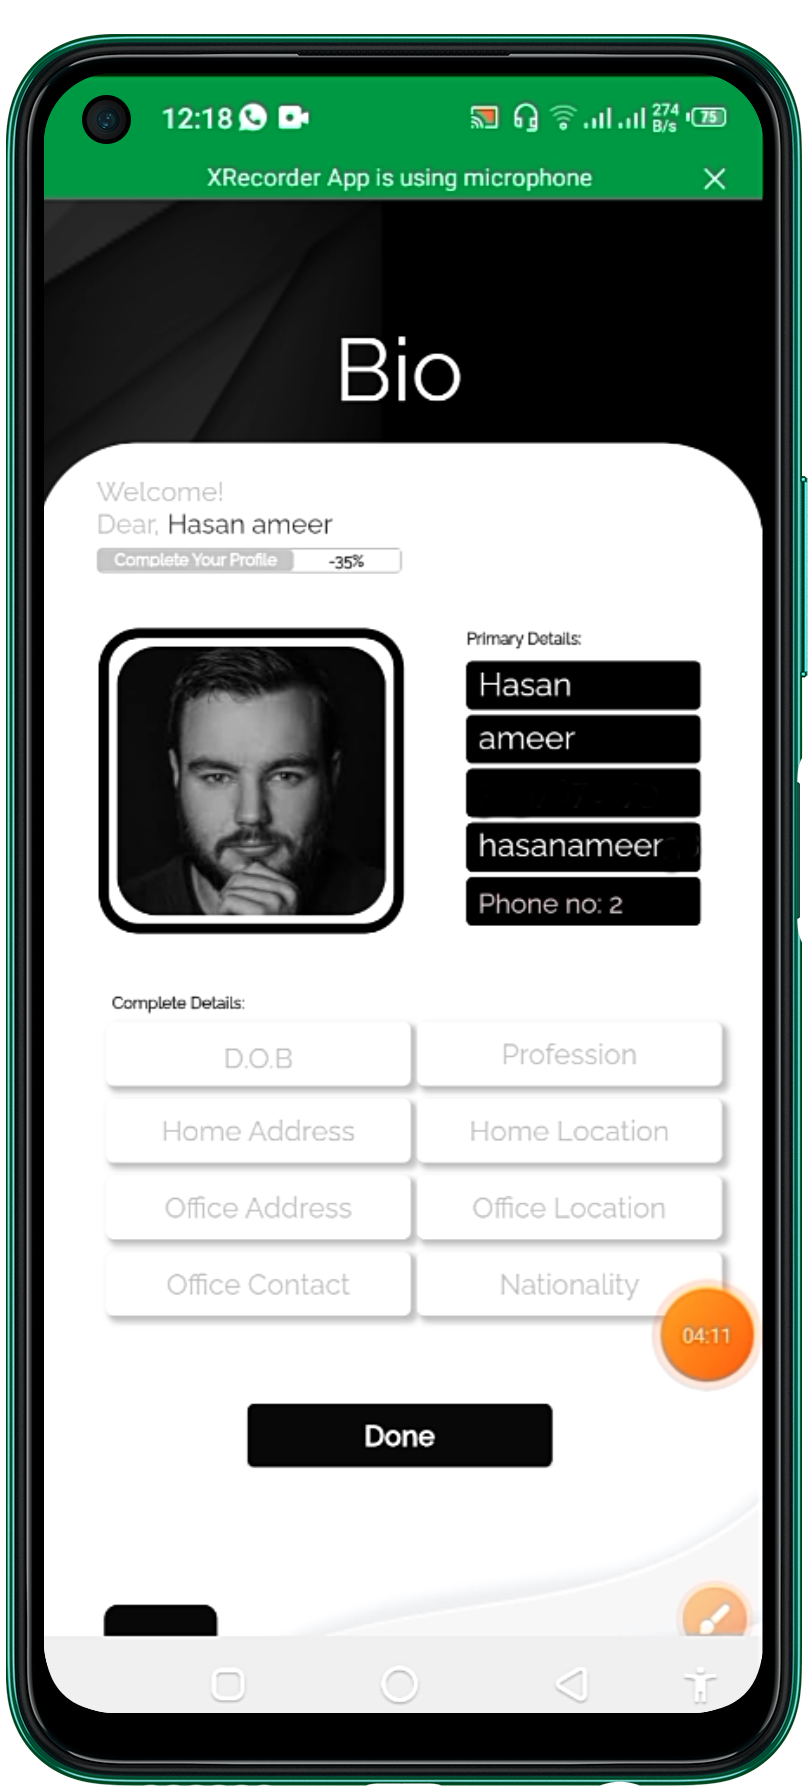 12:18
274
B/s
75
XRecorder App is using microphone
Bio
Welcome!
Dear, Hasan ameer
Complete Your Profile -35%
Primary Details:
Hasan
ameer
hasanameer
Phone no: 2
Complete Details:
D.O.B Profession
Home Address Home Location
Office Address Office Location
Office Contact Nationality
04:11
Done